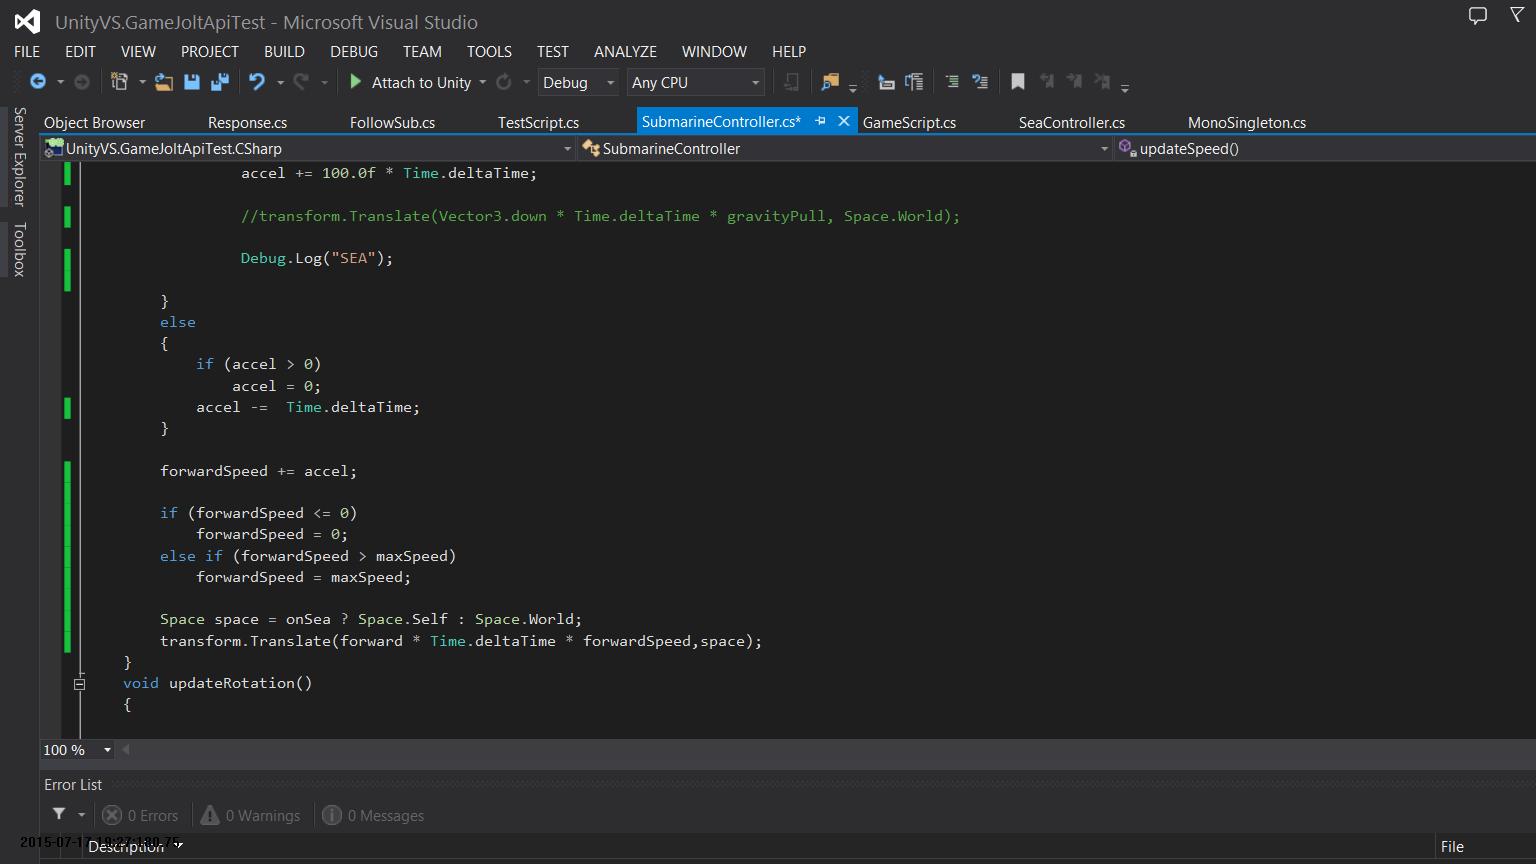 UnityVS.GameJoltApiTest - Microsoft Visual Studio
FILE EDIT VIEW PROJECT BUILD DEBUG TEAM TOOLS TEST ANALYZE WINDOW HELP
Attach to Unity Debug Any CPU
Server Explorer
Toolbox
Object Browser Response.cs FollowSub.cs TestScript.cs SubmarineController.cs* GameScript.cs SeaController.cs MonoSingleton.cs
UnityVS.GameJoltApiTest.CSharp SubmarineController updateSpeed()
accel += 100.0f * Time.deltaTime;
//transform.Translate(Vector3.down * Time.deltaTime * gravityPull, Space.World);
Debug.Log("SEA");
}
else
{
if (accel > 0)
accel = 0;
accel -= Time.deltaTime;
}
forwardSpeed += accel;
if (forwardSpeed <= 0)
forwardSpeed = 0;
else if (forwardSpeed > maxSpeed)
forwardSpeed = maxSpeed;
Space space = onSea ? Space.Self : Space.World;
transform.Translate(forward * Time.deltaTime * forwardSpeed,space);
}
void updateRotation()
{
100 %
Error List
0 Errors 0 Warnings 0 Messages
Description File